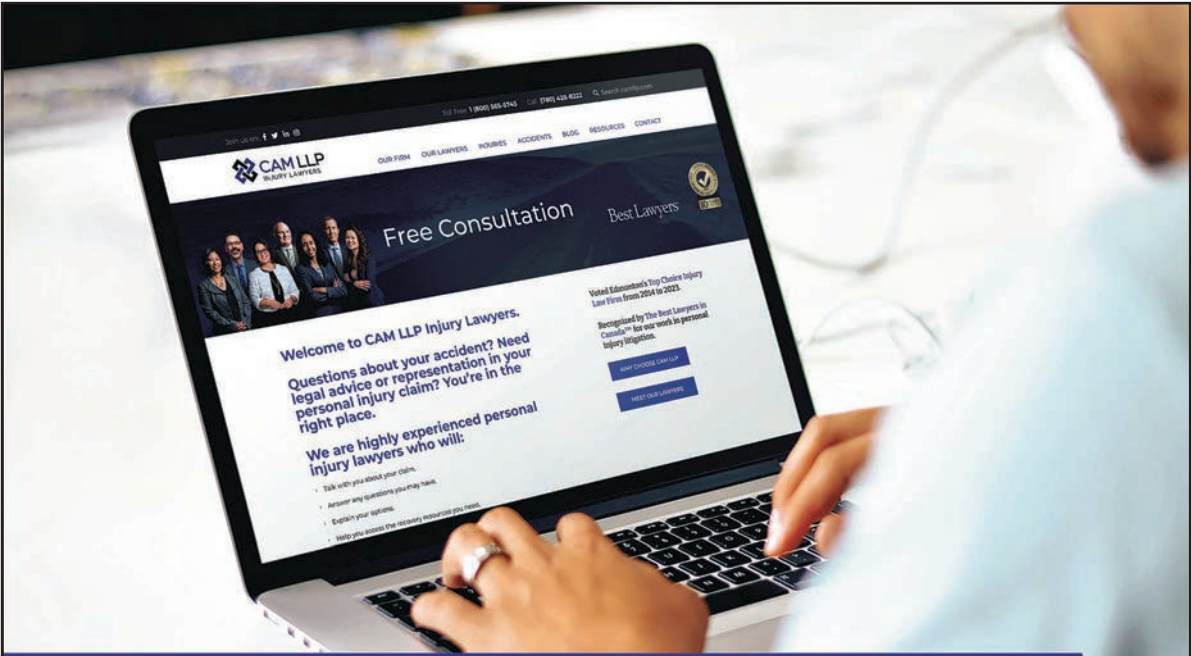 Join us on:
Toll Free 1 (800) 565-5745 Call (780) 428-8222 Search camllp.com
CAM LLP
INJURY LAWYERS
OUR FIRM OUR LAWYERS INJURIES ACCIDENTS BLOG RESOURCES CONTACT
Free Consultation
Best Lawyers
Welcome to CAM LLP Injury Lawyers.
Questions about your accident? Need
legal advice or representation in your
personal injury claim? You're in the
right place.
We are highly experienced personal
injury lawyers who will:
Talk with you about your claim.
Answer any questions you may have.
Explain your options.
Help you access the recovery resources you need.
Voted Edmonton's Top Choice Injury
Law Firm from 2014 to 2023.
Recognized by The Best Lawyers in
Canada™ for our work in personal
injury litigation.
WHY CHOOSE CAM LLP
MEET OUR LAWYERS